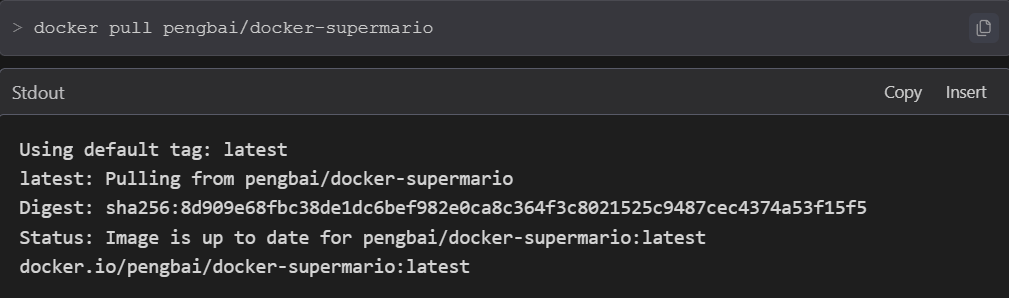 > docker pull pengbai/docker-supermario
Stdout
Copy Insert
Using default tag: latest
latest: Pulling from pengbai/docker-supermario
Digest: sha256:8d909e68fbc38de1dc6bef982e0ca8c364f3c8021525c9487cec4374a53f15f5
Status: Image is up to date for pengbai/docker-supermario:latest
docker.io/pengbai/docker-supermario:latest